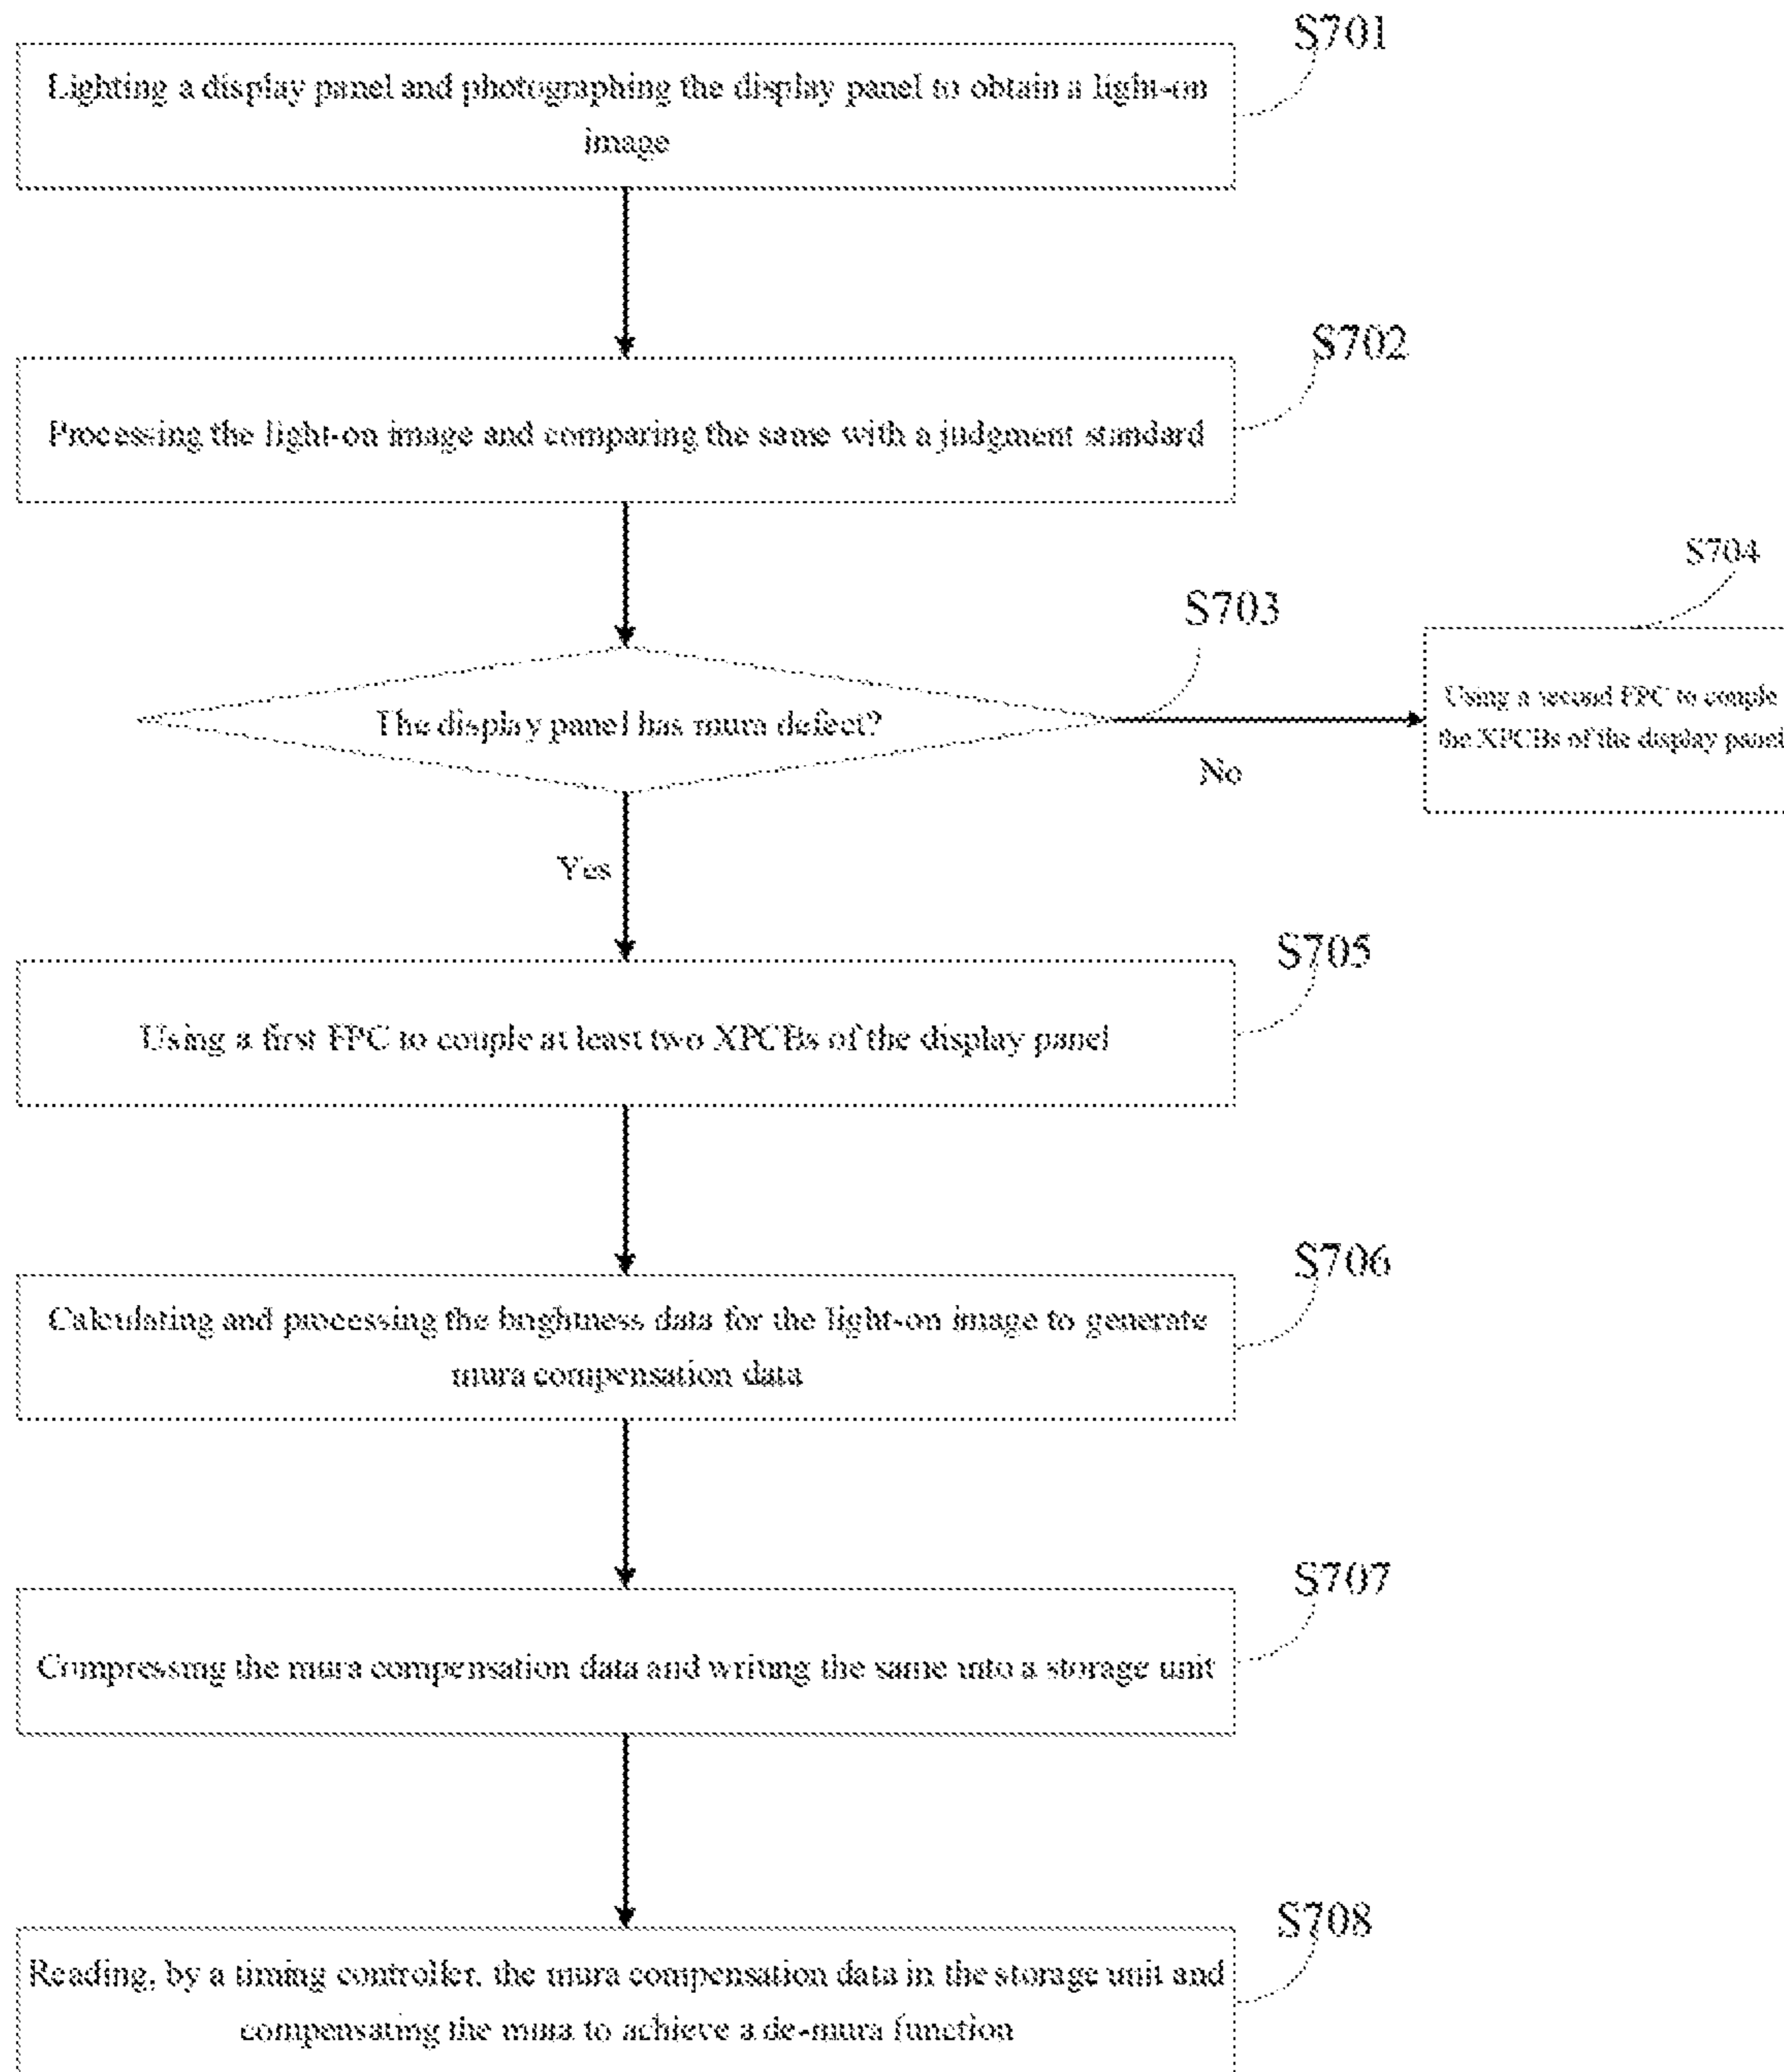 S701
Lighting a display panel and photographing the display panel to obtain a light-on
image
S702
Processing the light-on image and comparing the same with a judgment standard
S703
The display panel has mura defect?
No
S704
Using a second FPC to couple
the XPCBs of the display panel
Yes
S705
Using a first FPC to couple at least two XPCBs of the display panel
S706
Calculating and processing the brightness data for the light-on image to generate
mura compensation data
S707
Compressing the mura compensation data and writing the same into a storage unit
S708
Reading, by a timing controller, the mura compensation data in the storage unit and
compensating the mura to achieve a de-mura function